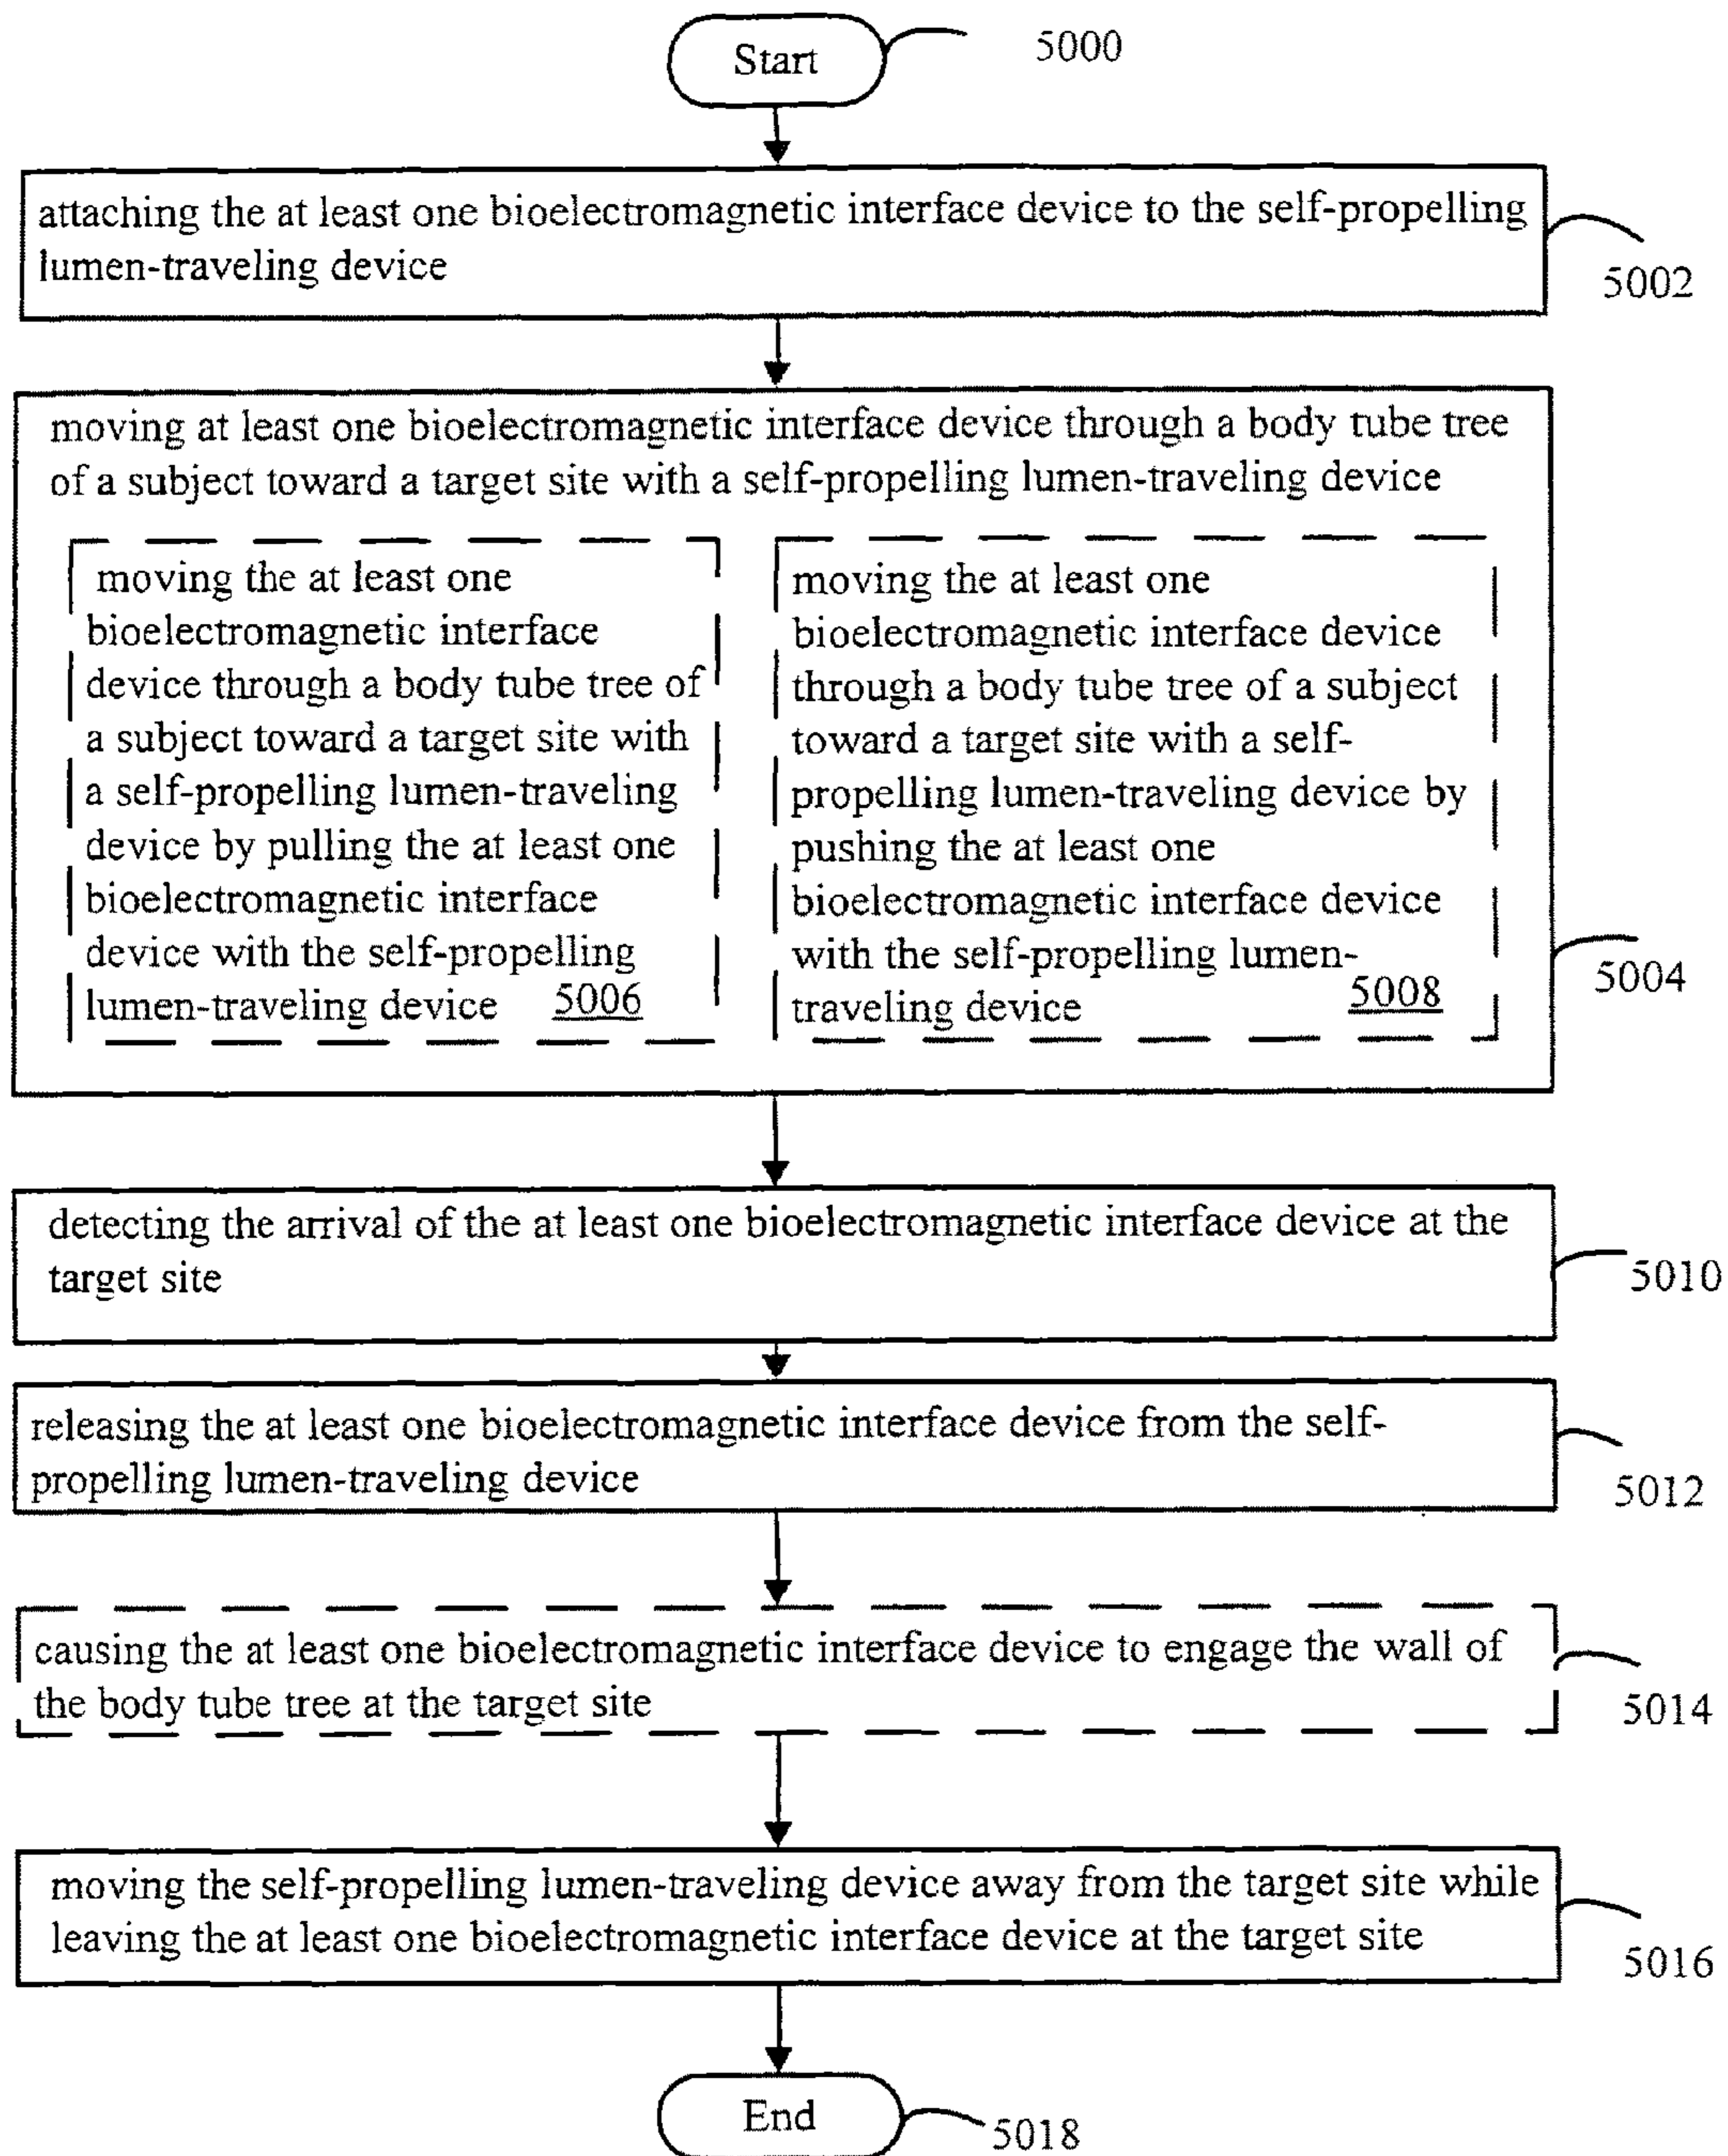 Start
5000
attaching the at least one bioelectromagnetic interface device to the self-propelling
lumen-traveling device
5002
moving at least one bioelectromagnetic interface device through a body tube tree
of a subject toward a target site with a self-propelling lumen-traveling device
moving the at least one
bioelectromagnetic interface
device through a body tube tree of
a subject toward a target site with
a self-propelling lumen-traveling
device by pulling the at least one
bioelectromagnetic interface
device with the self-propelling
lumen-traveling device 5006
moving the at least one
bioelectromagnetic interface device
through a body tube tree of a subject
toward a target site with a self-
propelling lumen-traveling device by
pushing the at least one
bioelectromagnetic interface device
with the self-propelling lumen-
traveling device 5008
5004
detecting the arrival of the at least one bioelectromagnetic interface device at the
target site
5010
releasing the at least one bioelectromagnetic interface device from the self-
propelling lumen-traveling device
5012
causing the at least one bioelectromagnetic interface device to engage the wall of
the body tube tree at the target site
5014
moving the self-propelling lumen-traveling device away from the target site while
leaving the at least one bioelectromagnetic interface device at the target site
5016
End
5018